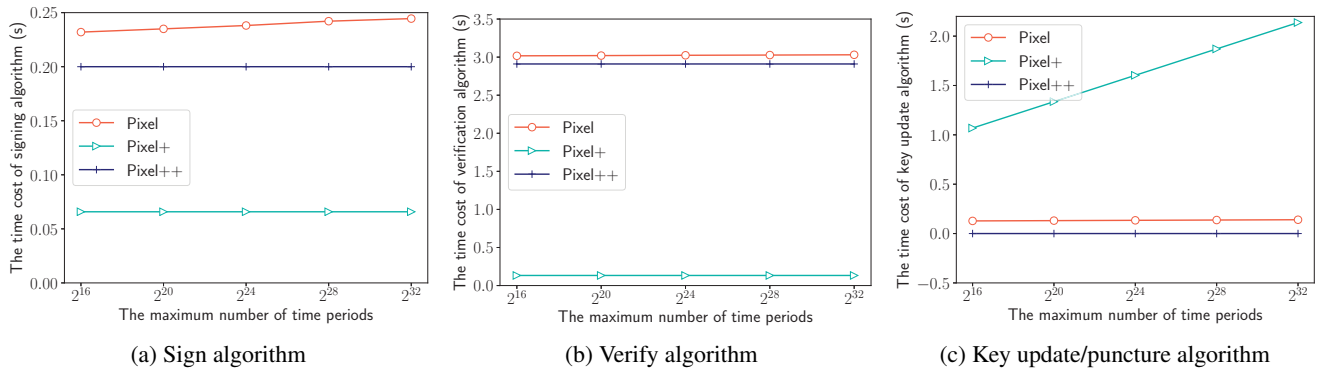 The time cost of signing algorithm (s)
0.25
0.20
0.15
0.10
0.05
0.00
Pixel
Pixel+
Pixel++
2^16 2^20 2^24 2^28 2^32
The maximum number of time periods
(a) Sign algorithm
The time cost of verification algorithm (s)
3.5
3.0
2.5
2.0
1.5
1.0
0.5
0.0
Pixel
Pixel+
Pixel++
2^16 2^20 2^24 2^28 2^32
The maximum number of time periods
(b) Verify algorithm
The time cost of key update algorithm (s)
2.0
1.5
1.0
0.5
0.0
−0.5
Pixel
Pixel+
Pixel++
2^16 2^20 2^24 2^28 2^32
The maximum number of time periods
(c) Key update/puncture algorithm